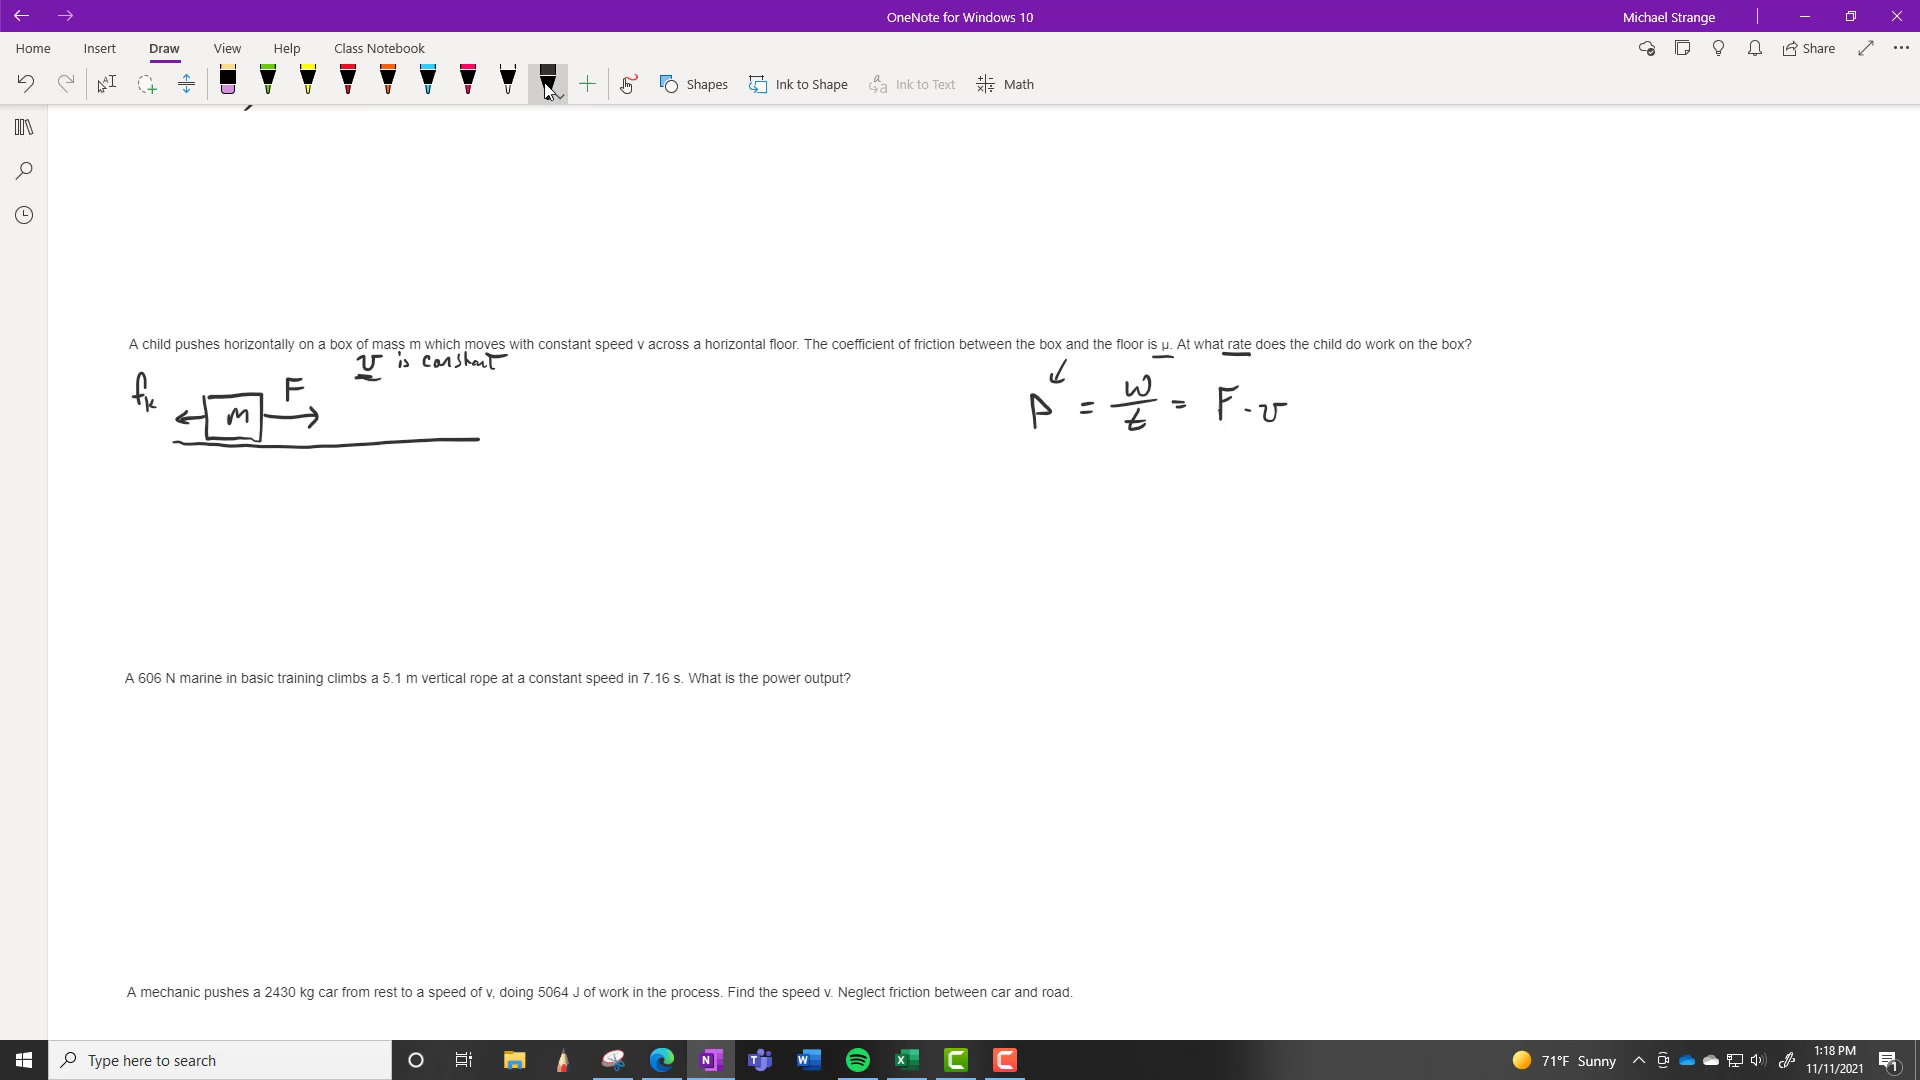 OneNote for Windows 10
Michael Strange
Home Insert Draw View Help Class Notebook
Share
Shapes Ink to Shape Ink to Text Math
A child pushes horizontally on a box of mass m which moves with constant speed v across a horizontal floor. The coefficient of friction between the box and the floor is μ. At what rate does the child do work on the box?
v is constant
fk m F
P = W/t = F · v
A 606 N marine in basic training climbs a 5.1 m vertical rope at a constant speed in 7.16 s. What is the power output?
A mechanic pushes a 2430 kg car from rest to a speed of v, doing 5064 J of work in the process. Find the speed v. Neglect friction between car and road.
Type here to search
71°F Sunny
1:18 PM
11/11/2021
1